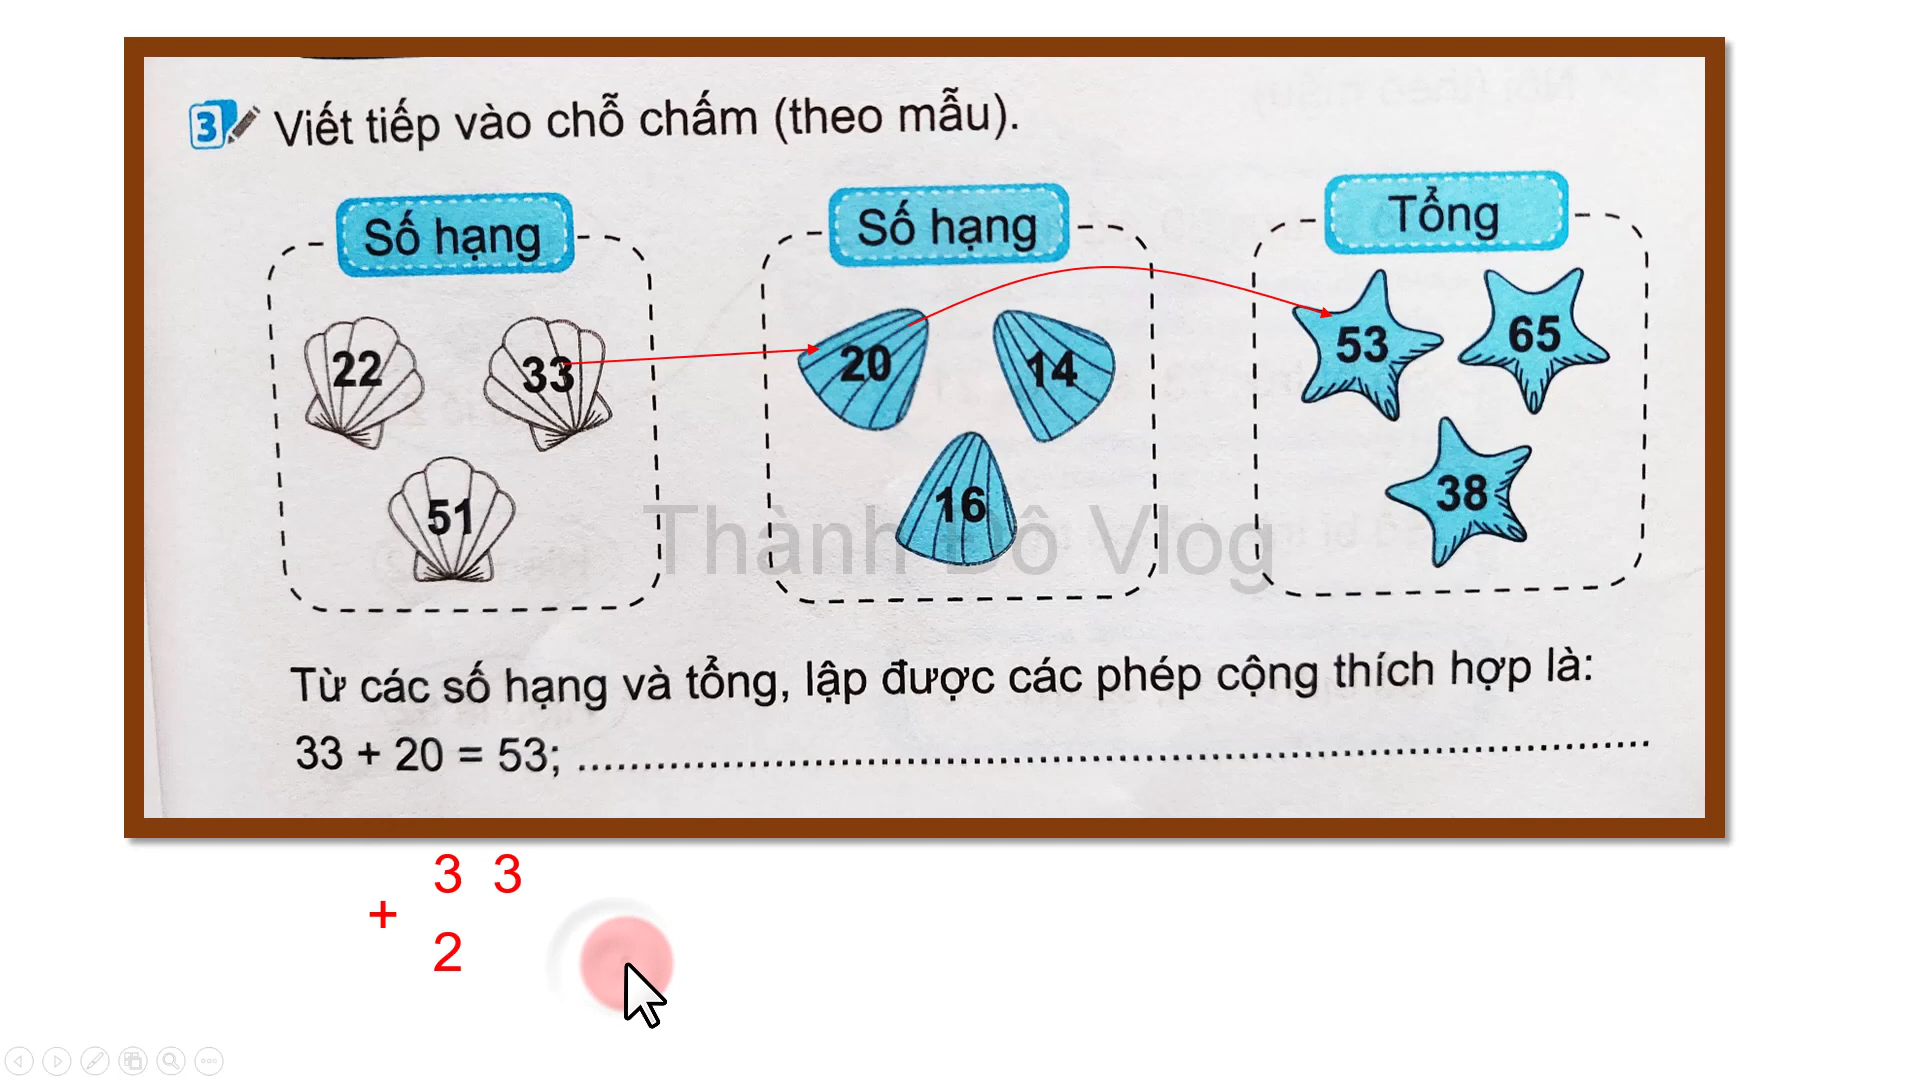 3 Viết tiếp vào chỗ chấm (theo mẫu).
Số hạng Số hạng Tổng
22 33 20 14 53 65
51 16 38
Thành Đô Vlog
Từ các số hạng và tổng, lập được các phép cộng thích hợp là:
33 + 20 = 53; ........................................................................
3 3
+
2